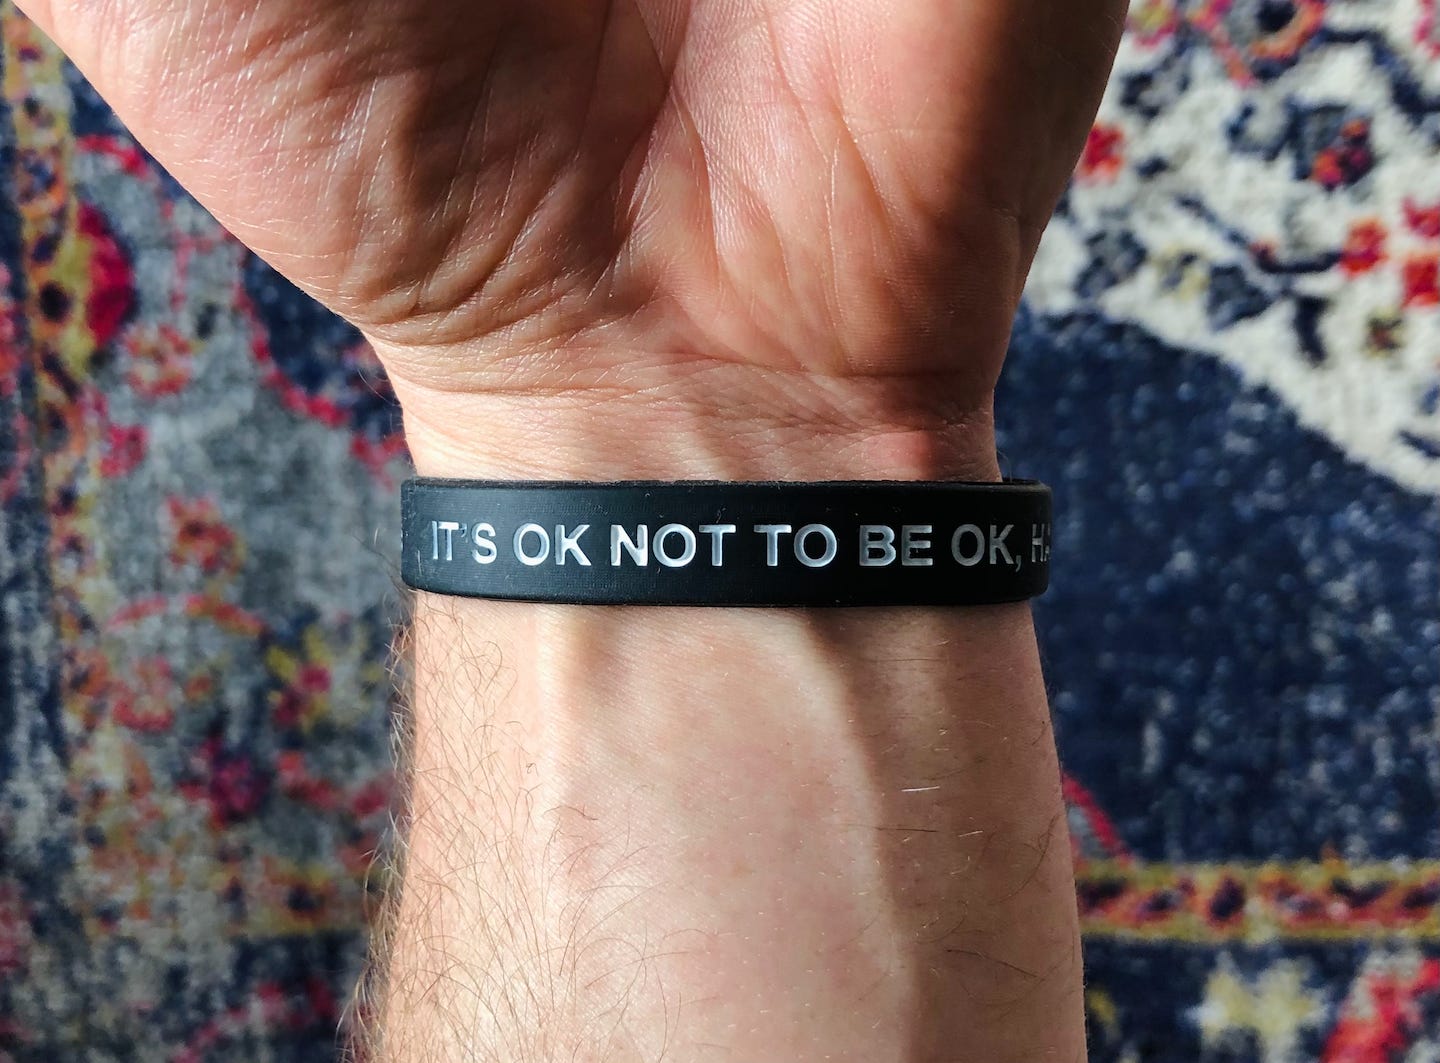 IT'S OK NOT TO BE OK,